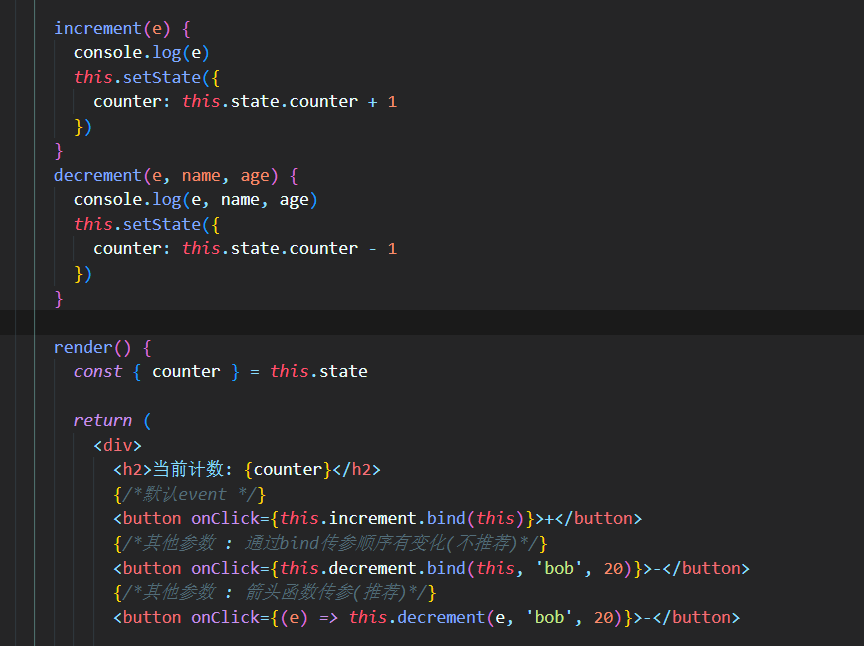 increment(e) {
console.log(e)
this.setState({
counter: this.state.counter + 1
})
}
decrement(e, name, age) {
console.log(e, name, age)
this.setState({
counter: this.state.counter - 1
})
}
render() {
const { counter } = this.state
return (
<div>
<h2>当前计数: {counter}</h2>
{/*默认event */}
<button onClick={this.increment.bind(this)}>+</button>
{/*其他参数 : 通过bind传参顺序有变化(不推荐)*/}
<button onClick={this.decrement.bind(this, 'bob', 20)}>-</button>
{/*其他参数 : 箭头函数传参(推荐)*/}
<button onClick={(e) => this.decrement(e, 'bob', 20)}>-</button>